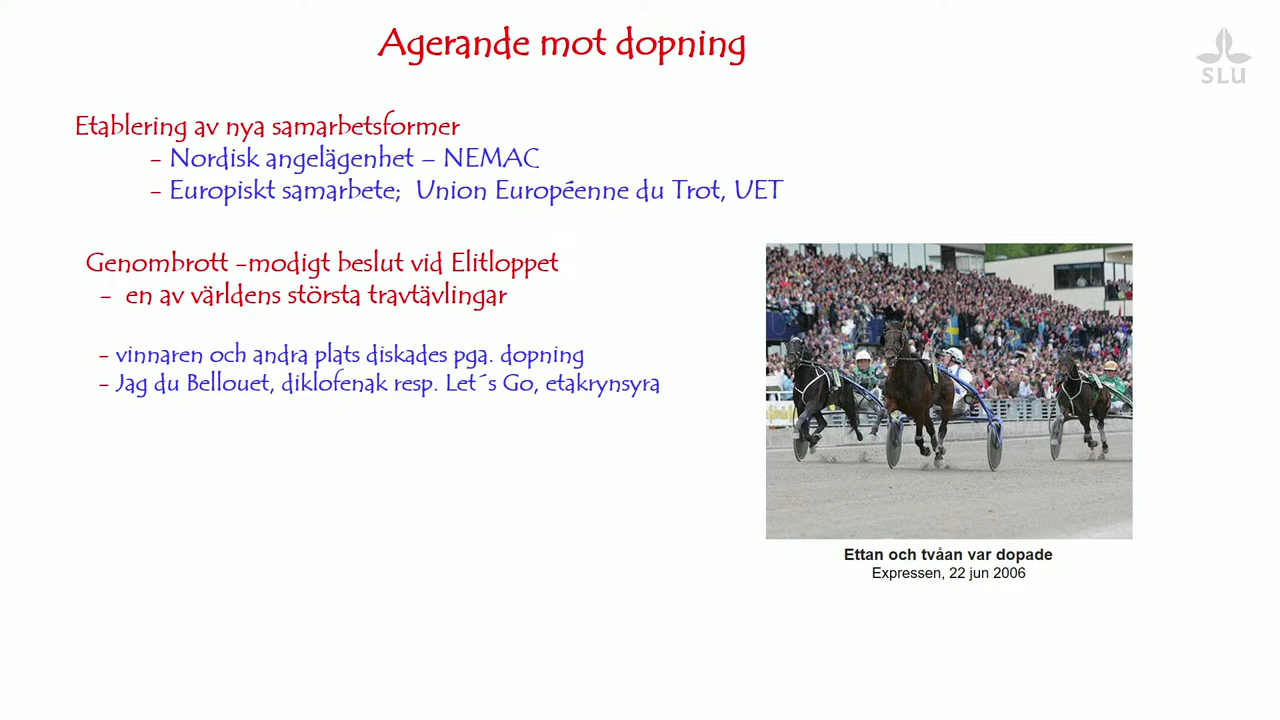 Agerande mot dopning
SLU
Etablering av nya samarbetsformer
- Nordisk angelägenhet – NEMAC
- Europiskt samarbete; Union Européenne du Trot, UET
Genombrott -modigt beslut vid Elitloppet
- en av världens största travtävlingar
- vinnaren och andra plats diskades pga. dopning
- Jag du Bellouet, diklofenak resp. Let´s Go, etakrynsyra
Ettan och tvåan var dopade
Expressen, 22 jun 2006